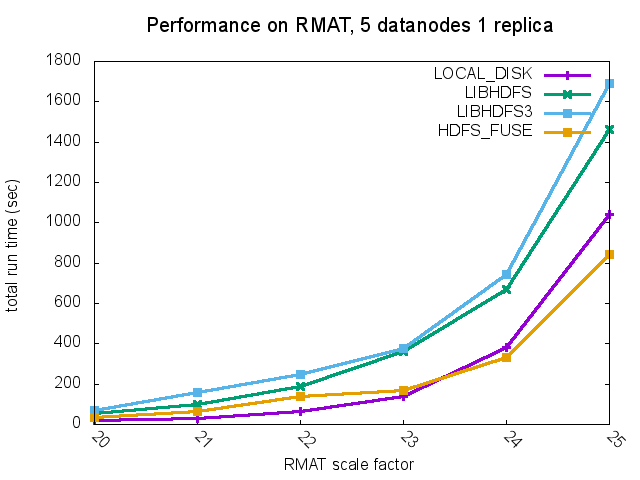 Performance on RMAT, 5 datanodes 1 replica
LOCAL_DISK
LIBHDFS
LIBHDFS3
HDFS_FUSE
total run time (sec)
1800
1600
1400
1200
1000
800
600
400
200
0
20
21
22
23
24
25
RMAT scale factor